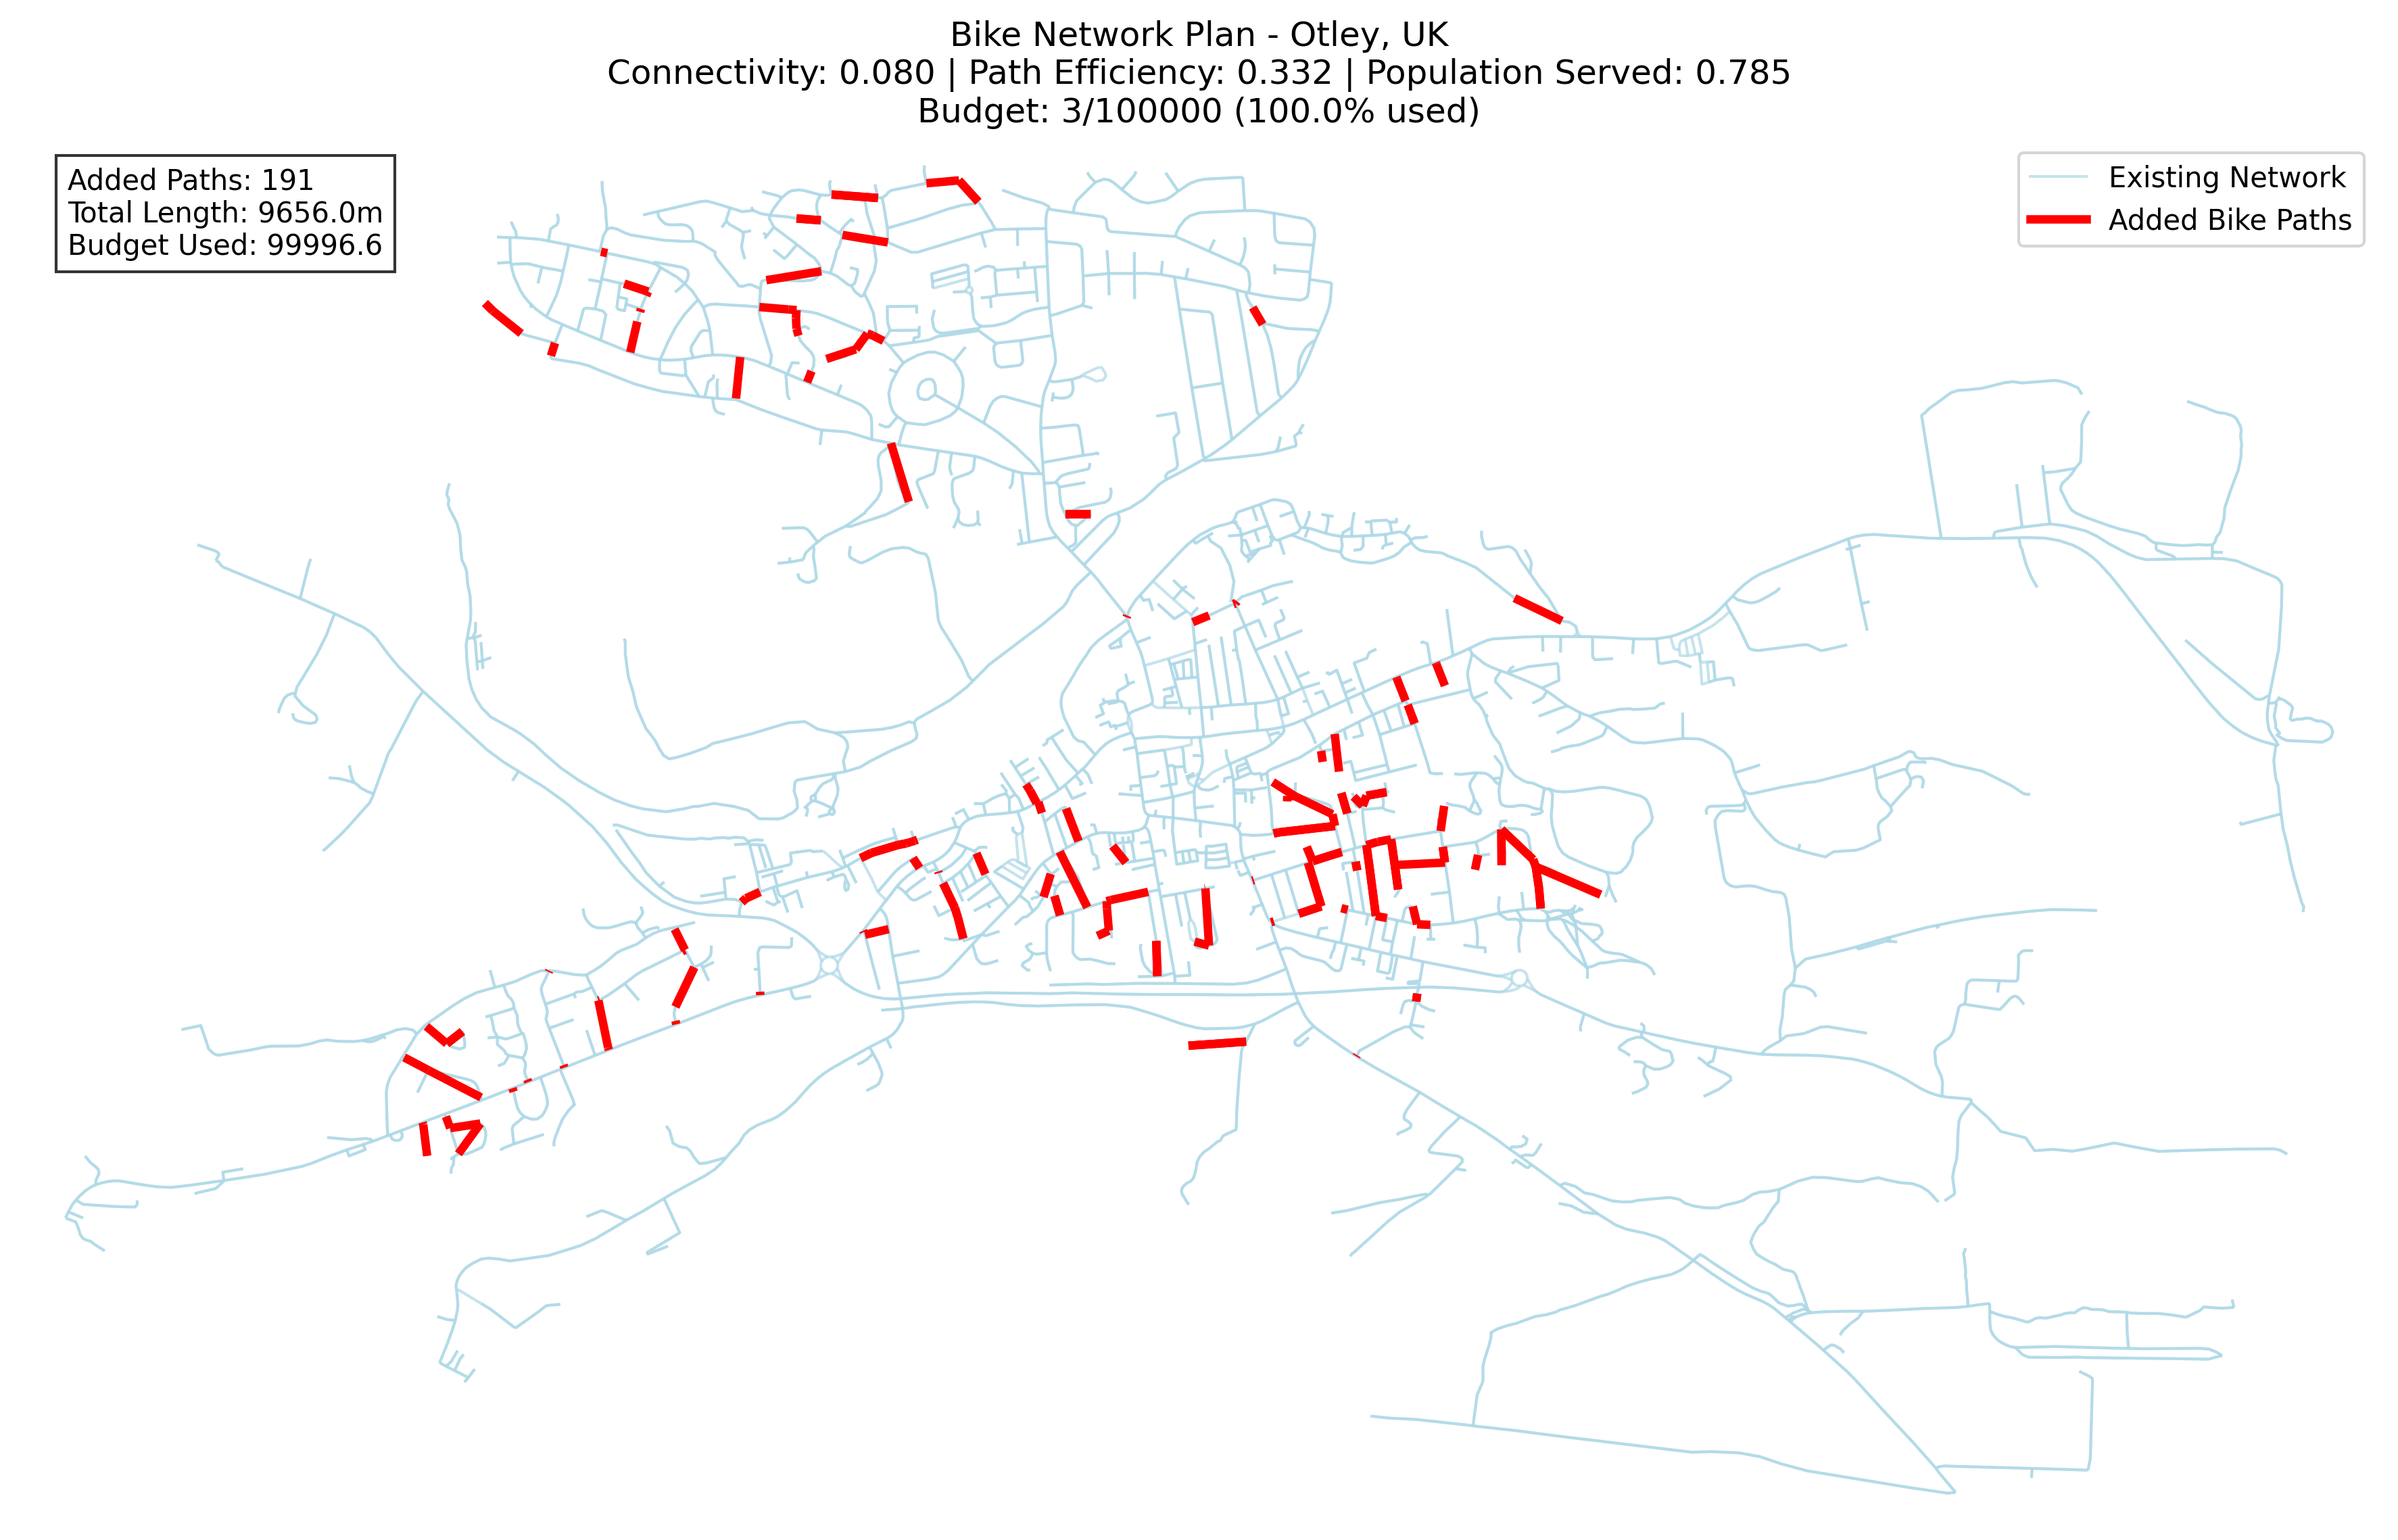 Bike Network Plan - Otley, UK
Connectivity: 0.080 | Path Efficiency: 0.332 | Population Served: 0.785
Budget: 3/100000 (100.0% used)
Added Paths: 191
Total Length: 9656.0m
Budget Used: 99996.6
Existing Network
Added Bike Paths